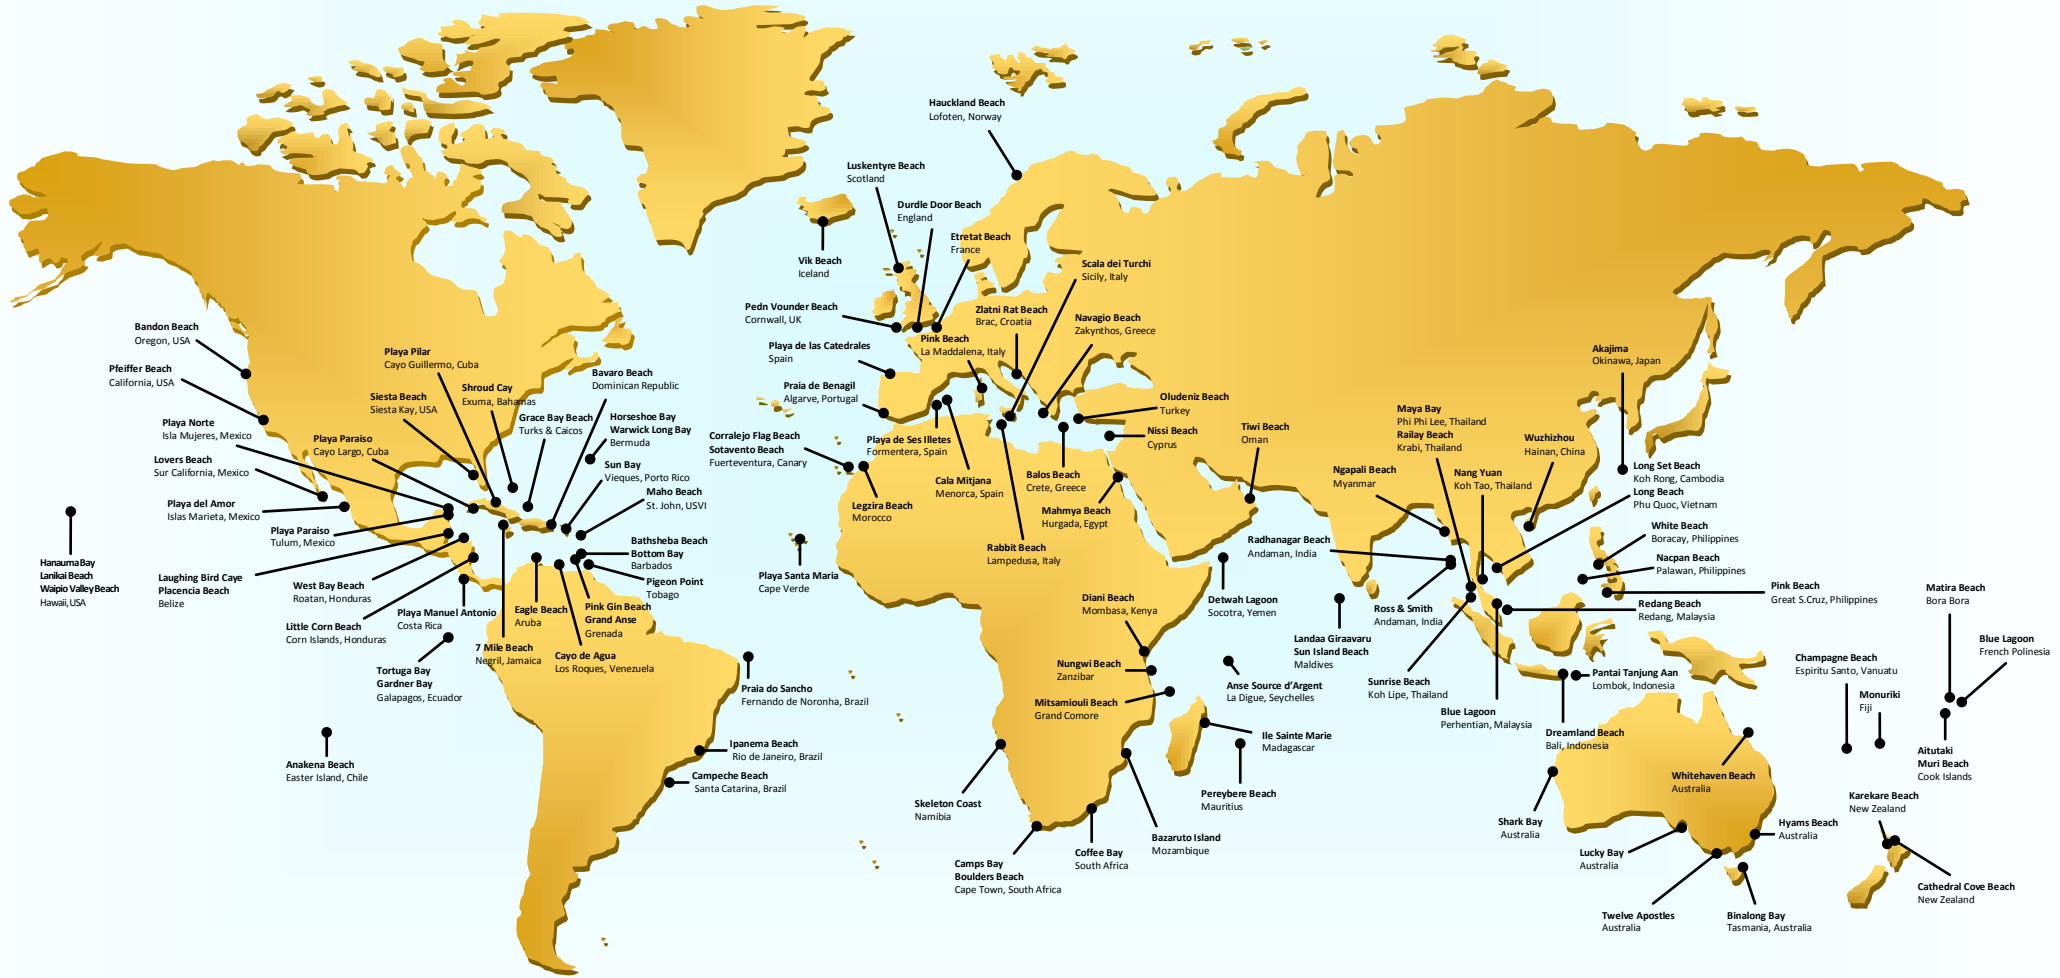 Hauckland Beach
Lofoten, Norway
Luskentyre Beach
Scotland
Durdle Door Beach
England
Etretat Beach
France
Vik Beach
Iceland
Scala dei Turchi
Sicily, Italy
Pedn Vounder Beach
Cornwall, UK
Zlatni Rat Beach
Brac, Croatia
Navagio Beach
Zakynthos, Greece
Pink Beach
La Maddalena, Italy
Playa de las Catedrales
Spain
Praia de Benagil
Algarve, Portugal
Bandon Beach
Oregon, USA
Pfeiffer Beach
California, USA
Playa Pilar
Cayo Guillermo, Cuba
Shroud Cay
Exuma, Bahamas
Bavaro Beach
Dominican Republic
Siesta Beach
Siesta Kay, USA
Grace Bay Beach
Turks & Caicos
Horseshoe Bay
Warwick Long Bay
Bermuda
Playa Norte
Isla Mujeres, Mexico
Playa Paraiso
Cayo Largo, Cuba
Lovers Beach
Sur California, Mexico
Sun Bay
Vieques, Porto Rico
Maho Beach
St. John, USVI
Playa del Amor
Islas Marieta, Mexico
Playa Paraiso
Tulum, Mexico
Bathsheba Beach
Bottom Bay
Barbados
Pigeon Point
Tobago
Hanauma Bay
Lanikai Beach
Waipio Valley Beach
Hawaii, USA
Laughing Bird Caye
Placencia Beach
Belize
West Bay Beach
Roatan, Honduras
Little Corn Beach
Corn Islands, Honduras
Playa Manuel Antonio
Costa Rica
Eagle Beach
Aruba
Pink Gin Beach
Grand Anse
Grenada
7 Mile Beach
Negril, Jamaica
Cayo de Agua
Los Roques, Venezuela
Tortuga Bay
Gardner Bay
Galapagos, Ecuador
Praia do Sancho
Fernando de Noronha, Brazil
Anakena Beach
Easter Island, Chile
Ipanema Beach
Rio de Janeiro, Brazil
Campeche Beach
Santa Catarina, Brazil
Corralejo Flag Beach
Sotavento Beach
Fuerteventura, Canary
Legzira Beach
Morocco
Playa Santa Maria
Cape Verde
Playa de Ses Illetes
Formentera, Spain
Cala Mitjana
Menorca, Spain
Rabbit Beach
Lampedusa, Italy
Balos Beach
Crete, Greece
Mahmya Beach
Hurgada, Egypt
Oludeniz Beach
Turkey
Nissi Beach
Cyprus
Tiwi Beach
Oman
Detwah Lagoon
Socotra, Yemen
Diani Beach
Mombasa, Kenya
Nungwi Beach
Zanzibar
Mitsamiouli Beach
Grand Comore
Anse Source d’Argent
La Digue, Seychelles
Ile Sainte Marie
Madagascar
Pereybere Beach
Mauritius
Skeleton Coast
Namibia
Camps Bay
Boulders Beach
Cape Town, South Africa
Coffee Bay
South Africa
Bazaruto Island
Mozambique
Akajima
Okinawa, Japan
Maya Bay
Phi Phi Lee, Thailand
Railay Beach
Krabi, Thailand
Wuzhizhou
Hainan, China
Ngapali Beach
Myanmar
Nang Yuan
Koh Tao, Thailand
Long Set Beach
Koh Rong, Cambodia
Long Beach
Phu Quoc, Vietnam
White Beach
Boracay, Philippines
Nacpan Beach
Palawan, Philippines
Pink Beach
Great S.Cruz, Philippines
Radhanagar Beach
Andaman, India
Ross & Smith
Andaman, India
Landaa Giraavaru
Sun Island Beach
Maldives
Redang Beach
Redang, Malaysia
Sunrise Beach
Koh Lipe, Thailand
Blue Lagoon
Perhentian, Malaysia
Pantai Tanjung Aan
Lombok, Indonesia
Dreamland Beach
Bali, Indonesia
Matira Beach
Bora Bora
Blue Lagoon
French Polinesia
Champagne Beach
Espiritu Santo, Vanuatu
Monuriki
Fiji
Aitutaki
Muri Beach
Cook Islands
Whitehaven Beach
Australia
Shark Bay
Australia
Lucky Bay
Australia
Hyams Beach
Australia
Twelve Apostles
Australia
Binalong Bay
Tasmania, Australia
Karekare Beach
New Zealand
Cathedral Cove Beach
New Zealand